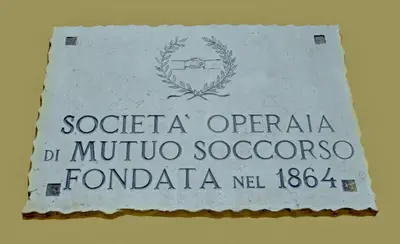 SOCIETA' OPERAIA
DI MUTUO SOCCORSO
FONDATA NEL 1864